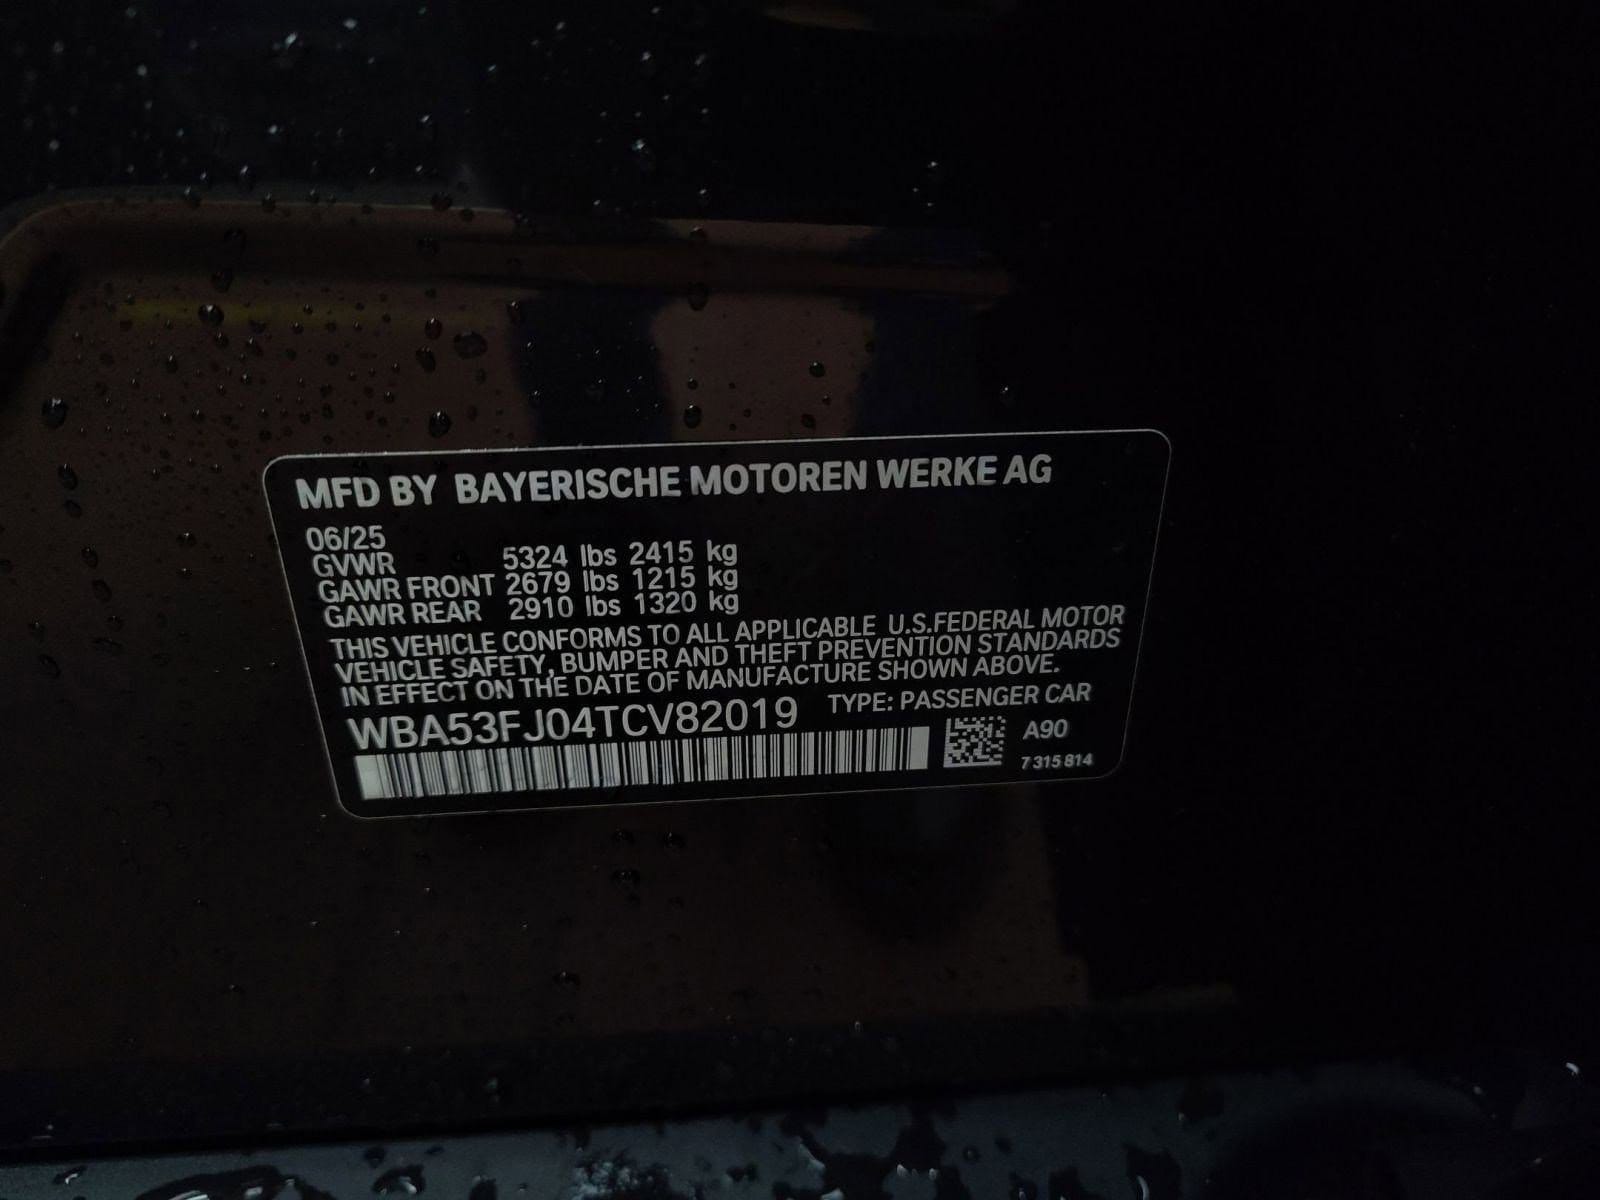 MFD BY BAYERISCHE MOTOREN WERKE AG
06/25
GVWR 5324 lbs 2415 kg
GAWR FRONT 2679 lbs 1215 kg
GAWR REAR 2910 lbs 1320 kg
THIS VEHICLE CONFORMS TO ALL APPLICABLE U.S.FEDERAL MOTOR
VEHICLE SAFETY, BUMPER AND THEFT PREVENTION STANDARDS
IN EFFECT ON THE DATE OF MANUFACTURE SHOWN ABOVE.
WBA53FJ04TCV82019 TYPE: PASSENGER CAR
A90
7 315 814